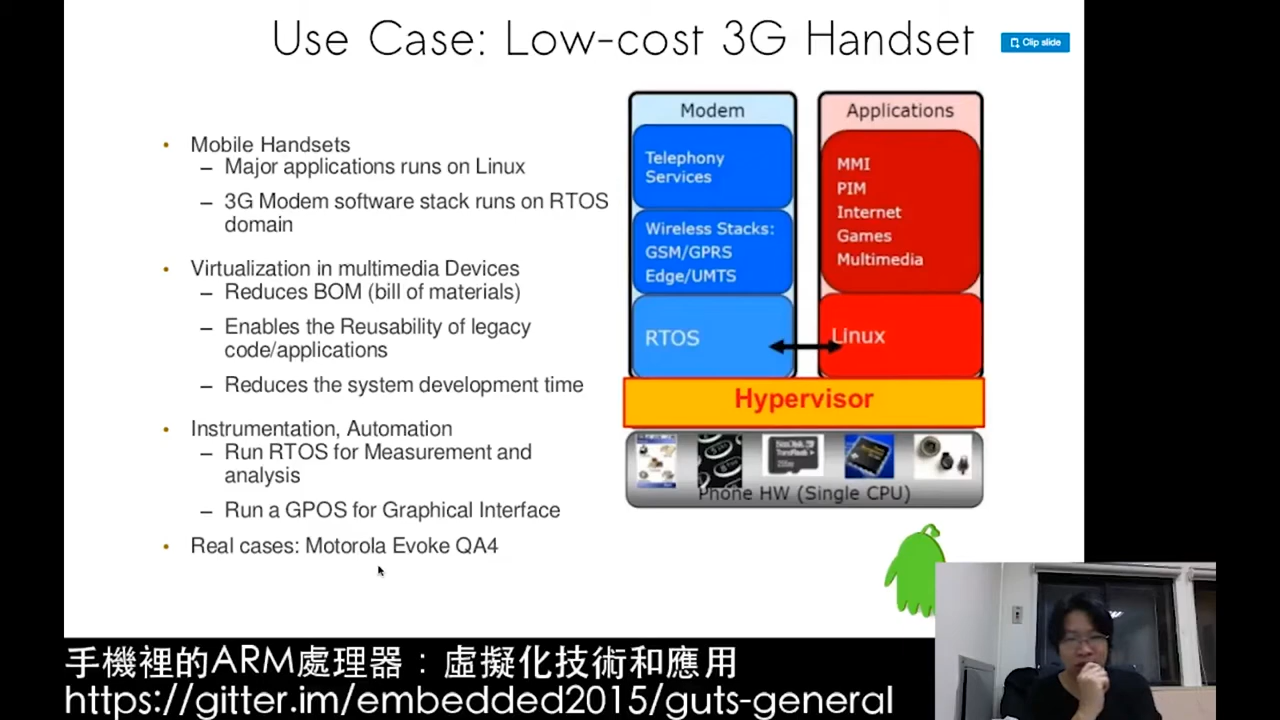 Use Case: Low-cost 3G Handset
Clip slide
• Mobile Handsets
– Major applications runs on Linux
– 3G Modem software stack runs on RTOS
domain
• Virtualization in multimedia Devices
– Reduces BOM (bill of materials)
– Enables the Reusability of legacy
code/applications
– Reduces the system development time
• Instrumentation, Automation
– Run RTOS for Measurement and
analysis
– Run a GPOS for Graphical Interface
• Real cases: Motorola Evoke QA4
Modem
Telephony
Services
Wireless Stacks:
GSM/GPRS
Edge/UMTS
RTOS
Applications
MMI
PIM
Internet
Games
Multimedia
Linux
Hypervisor
SanDisk
Phone HW (Single CPU)
手機裡的ARM處理器：虛擬化技術和應用
https://gitter.im/embedded2015/guts-general